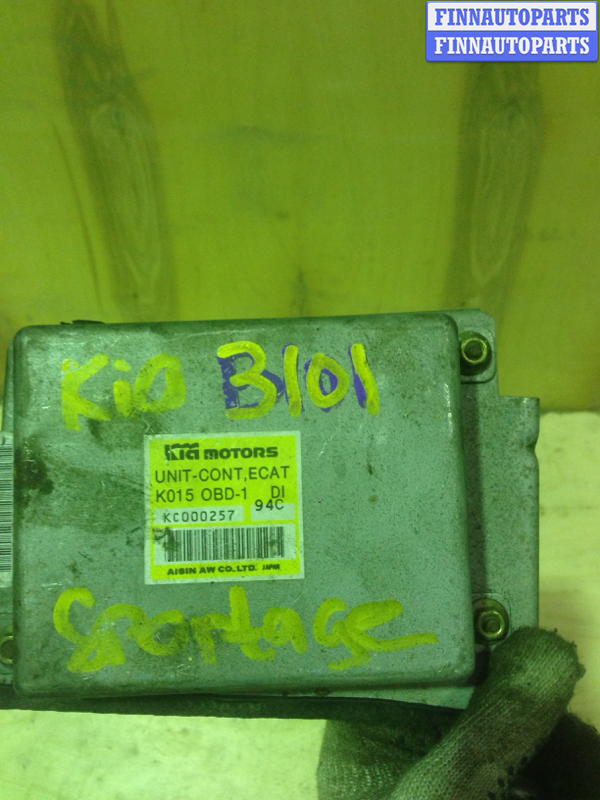 FINNAUTOPARTS
FINNAUTOPARTS
Kia 3101
KIA MOTORS
UNIT-CONT,ECAT
K015 OBD-1 DI
KC000257 94C
AISIN AW CO.,LTD. JAPAN
Sportage